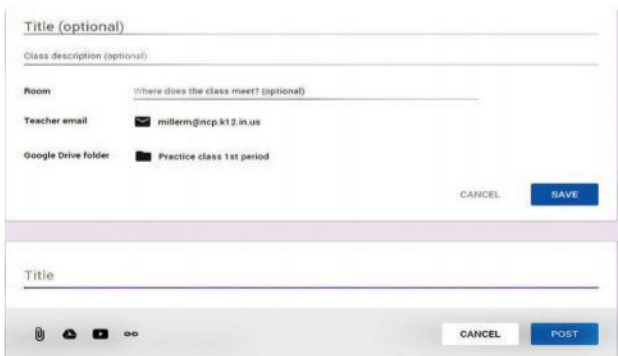 Title (optional)
Class description (optional)
Room Where does the class meet? (optional)
Teacher email millerm@ncp.k12.in.us
Google Drive folder Practice class 1st period
CANCEL SAVE
Title
CANCEL POST